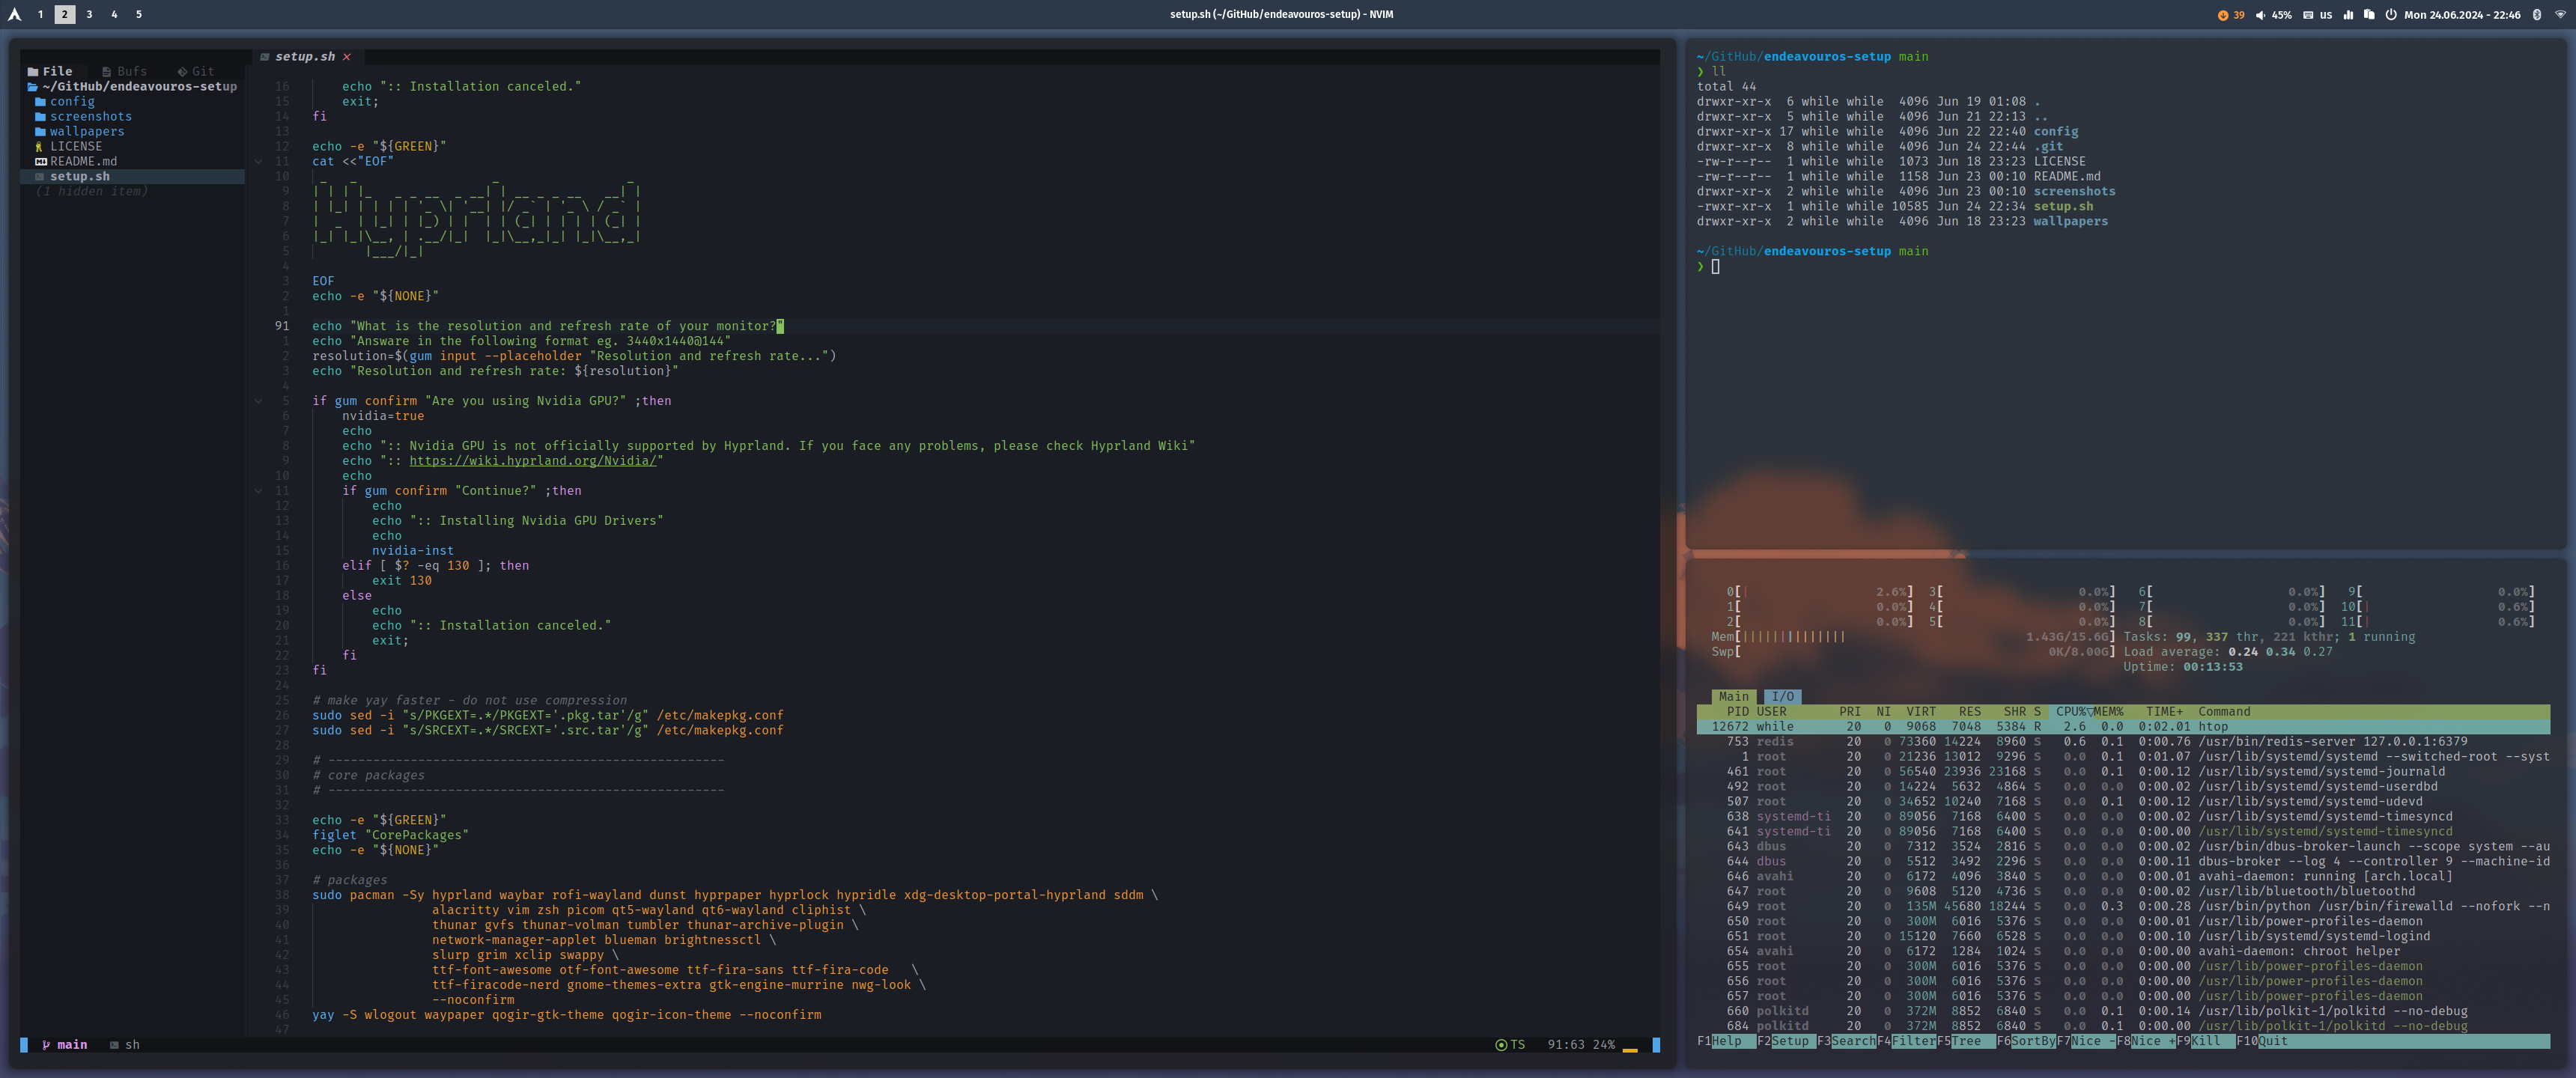 1 2 3 4 5
setup.sh (~/GitHub/endeavouros-setup) - NVIM
39 45% us Mon 24.06.2024 - 22:46
File Bufs Git
~/GitHub/endeavouros-setup
config
screenshots
wallpapers
LICENSE
README.md
setup.sh
(1 hidden item)
setup.sh ×
16 echo ":: Installation canceled."
15 exit;
14 fi
13
12 echo -e "${GREEN}"
11 cat <<"EOF"
10  _   _                  _                 _
9 | | | |_   _ _ __  _ __| | __ _ _ __   __| |
8 | |_| | | | | '_ \| '__| |/ _` | '_ \ / _` |
7 |  _  | |_| | |_) | |  | | (_| | | | | (_| |
6 |_| |_|\__, | .__/|_|  |_|\__,_|_| |_|\__,_|
5        |___/|_|
4
3 EOF
2 echo -e "${NONE}"
1
91 echo "What is the resolution and refresh rate of your monitor?"
1 echo "Answare in the following format eg. 3440x1440@144"
2 resolution=$(gum input --placeholder "Resolution and refresh rate...")
3 echo "Resolution and refresh rate: ${resolution}"
4
5 if gum confirm "Are you using Nvidia GPU?" ;then
6 nvidia=true
7 echo
8 echo ":: Nvidia GPU is not officially supported by Hyprland. If you face any problems, please check Hyprland Wiki"
9 echo ":: https://wiki.hyprland.org/Nvidia/"
10 echo
11 if gum confirm "Continue?" ;then
12 echo
13 echo ":: Installing Nvidia GPU Drivers"
14 echo
15 nvidia-inst
16 elif [ $? -eq 130 ]; then
17 exit 130
18 else
19 echo
20 echo ":: Installation canceled."
21 exit;
22 fi
23 fi
24
25 # make yay faster - do not use compression
26 sudo sed -i "s/PKGEXT=.*/PKGEXT='.pkg.tar'/g" /etc/makepkg.conf
27 sudo sed -i "s/SRCEXT=.*/SRCEXT='.src.tar'/g" /etc/makepkg.conf
28
29 # -----------------------------------------------------
30 # core packages
31 # -----------------------------------------------------
32
33 echo -e "${GREEN}"
34 figlet "CorePackages"
35 echo -e "${NONE}"
36
37 # packages
38 sudo pacman -Sy hyprland waybar rofi-wayland dunst hyprpaper hyprlock hypridle xdg-desktop-portal-hyprland sddm \
39 alacritty vim zsh picom qt5-wayland qt6-wayland cliphist \
40 thunar gvfs thunar-volman tumbler thunar-archive-plugin \
41 network-manager-applet blueman brightnessctl \
42 slurp grim xclip swappy \
43 ttf-font-awesome otf-font-awesome ttf-fira-sans ttf-fira-code \
44 ttf-firacode-nerd gnome-themes-extra gtk-engine-murrine nwg-look \
45 --noconfirm
46 yay -S wlogout waypaper qogir-gtk-theme qogir-icon-theme --noconfirm
47
main sh TS 91:63 24%
~/GitHub/endeavouros-setup main
❯ ll
total 44
drwxr-xr-x 6 while while 4096 Jun 19 01:08 .
drwxr-xr-x 5 while while 4096 Jun 21 22:13 ..
drwxr-xr-x 17 while while 4096 Jun 22 22:40 config
drwxr-xr-x 8 while while 4096 Jun 24 22:44 .git
-rw-r--r-- 1 while while 1073 Jun 18 23:23 LICENSE
-rw-r--r-- 1 while while 1158 Jun 23 00:10 README.md
drwxr-xr-x 2 while while 4096 Jun 23 00:10 screenshots
-rwxr-xr-x 1 while while 10585 Jun 24 22:34 setup.sh
drwxr-xr-x 2 while while 4096 Jun 18 23:23 wallpapers
~/GitHub/endeavouros-setup main
❯
0[| 2.6%] 3[ 0.0%] 6[ 0.0%] 9[ 0.0%]
1[ 0.0%] 4[ 0.0%] 7[ 0.0%] 10[| 0.6%]
2[ 0.0%] 5[ 0.0%] 8[ 0.0%] 11[| 0.6%]
Mem[|||||||||||||| 1.43G/15.6G] Tasks: 99, 337 thr, 221 kthr; 1 running
Swp[ 0K/8.00G] Load average: 0.24 0.34 0.27
Uptime: 00:13:53
Main I/O
PID USER PRI NI VIRT RES SHR S CPU%▽MEM% TIME+ Command
12672 while 20 0 9068 7048 5384 R 2.6 0.0 0:02.01 htop
753 redis 20 0 73360 14224 8960 S 0.6 0.1 0:00.76 /usr/bin/redis-server 127.0.0.1:6379
1 root 20 0 21236 13012 9296 S 0.0 0.1 0:01.07 /usr/lib/systemd/systemd --switched-root --syst
461 root 20 0 56540 23936 23168 S 0.0 0.1 0:00.12 /usr/lib/systemd/systemd-journald
492 root 20 0 14224 5632 4864 S 0.0 0.0 0:00.02 /usr/lib/systemd/systemd-userdbd
507 root 20 0 34652 10240 7168 S 0.0 0.1 0:00.12 /usr/lib/systemd/systemd-udevd
638 systemd-ti 20 0 89056 7168 6400 S 0.0 0.0 0:00.02 /usr/lib/systemd/systemd-timesyncd
641 systemd-ti 20 0 89056 7168 6400 S 0.0 0.0 0:00.00 /usr/lib/systemd/systemd-timesyncd
643 dbus 20 0 7312 3524 2816 S 0.0 0.0 0:00.02 /usr/bin/dbus-broker-launch --scope system --au
644 dbus 20 0 5512 3492 2296 S 0.0 0.0 0:00.11 dbus-broker --log 4 --controller 9 --machine-id
646 avahi 20 0 6172 4096 3840 S 0.0 0.0 0:00.01 avahi-daemon: running [arch.local]
647 root 20 0 9608 5120 4736 S 0.0 0.0 0:00.02 /usr/lib/bluetooth/bluetoothd
649 root 20 0 135M 45680 18244 S 0.0 0.3 0:00.28 /usr/bin/python /usr/bin/firewalld --nofork --n
650 root 20 0 300M 6016 5376 S 0.0 0.0 0:00.01 /usr/lib/power-profiles-daemon
651 root 20 0 15120 7660 6528 S 0.0 0.0 0:00.10 /usr/lib/systemd/systemd-logind
654 avahi 20 0 6172 1284 1024 S 0.0 0.0 0:00.00 avahi-daemon: chroot helper
655 root 20 0 300M 6016 5376 S 0.0 0.0 0:00.00 /usr/lib/power-profiles-daemon
656 root 20 0 300M 6016 5376 S 0.0 0.0 0:00.00 /usr/lib/power-profiles-daemon
657 root 20 0 300M 6016 5376 S 0.0 0.0 0:00.00 /usr/lib/power-profiles-daemon
660 polkitd 20 0 372M 8852 6840 S 0.0 0.1 0:00.14 /usr/lib/polkit-1/polkitd --no-debug
684 polkitd 20 0 372M 8852 6840 S 0.0 0.1 0:00.00 /usr/lib/polkit-1/polkitd --no-debug
F1Help F2Setup F3SearchF4FilterF5Tree F6SortByF7Nice -F8Nice +F9Kill F10Quit